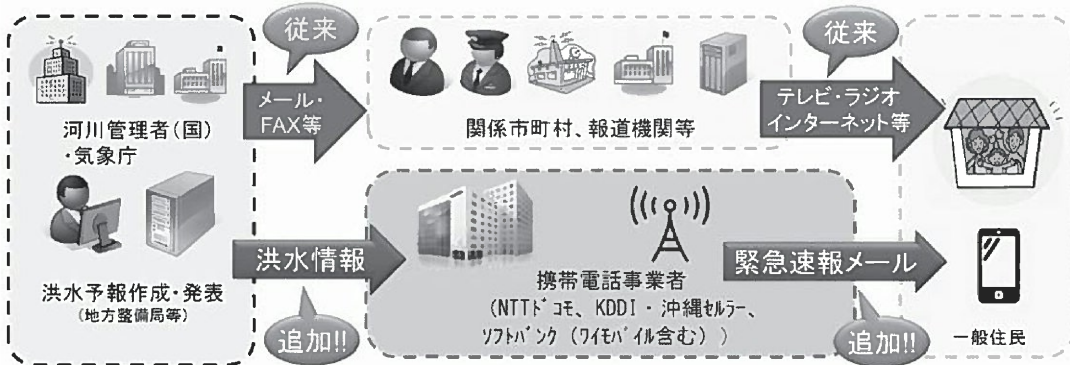 従来
従来
メール・
FAX等
テレビ・ラジオ
インターネット等
河川管理者(国)
・気象庁
関係市町村、報道機関等
洪水情報
緊急速報メール
洪水予報作成・発表
(地方整備局等)
携帯電話事業者
(NTTドコモ、KDDI・沖縄セルラー、
ソフトバンク(ワイモバイル含む))
追加!!
追加!!
一般住民